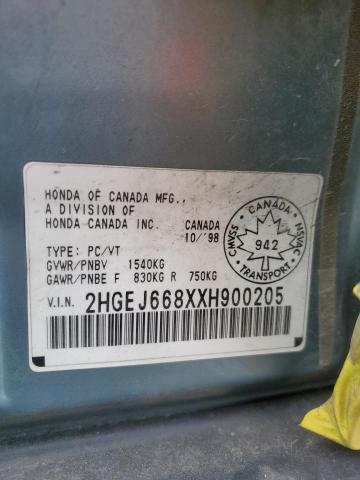 HONDA OF CANADA MFG.,
A DIVISION OF
HONDA CANADA INC. CANADA
10/'98
TYPE: PC/VT
GVWR/PNBV 1540KG
GAWR/PNBE F 830KG R 750KG
V.I.N. 2HGEJ668XXH900205
CANADA
CMVSS 942 NSVAC
TRANSPORT